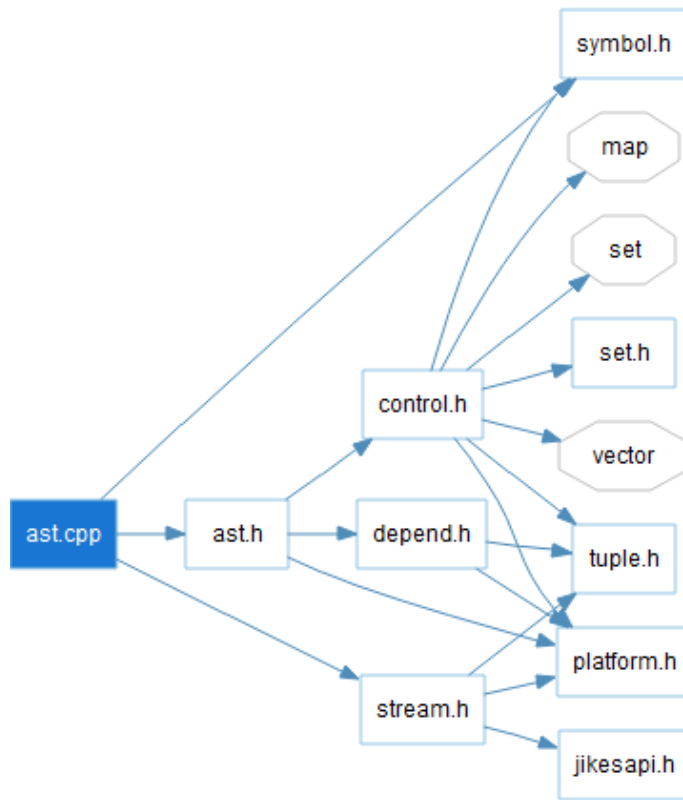 symbol.h
map
set
set.h
control.h
vector
ast.cpp
ast.h
depend.h
tuple.h
platform.h
stream.h
jikesapi.h